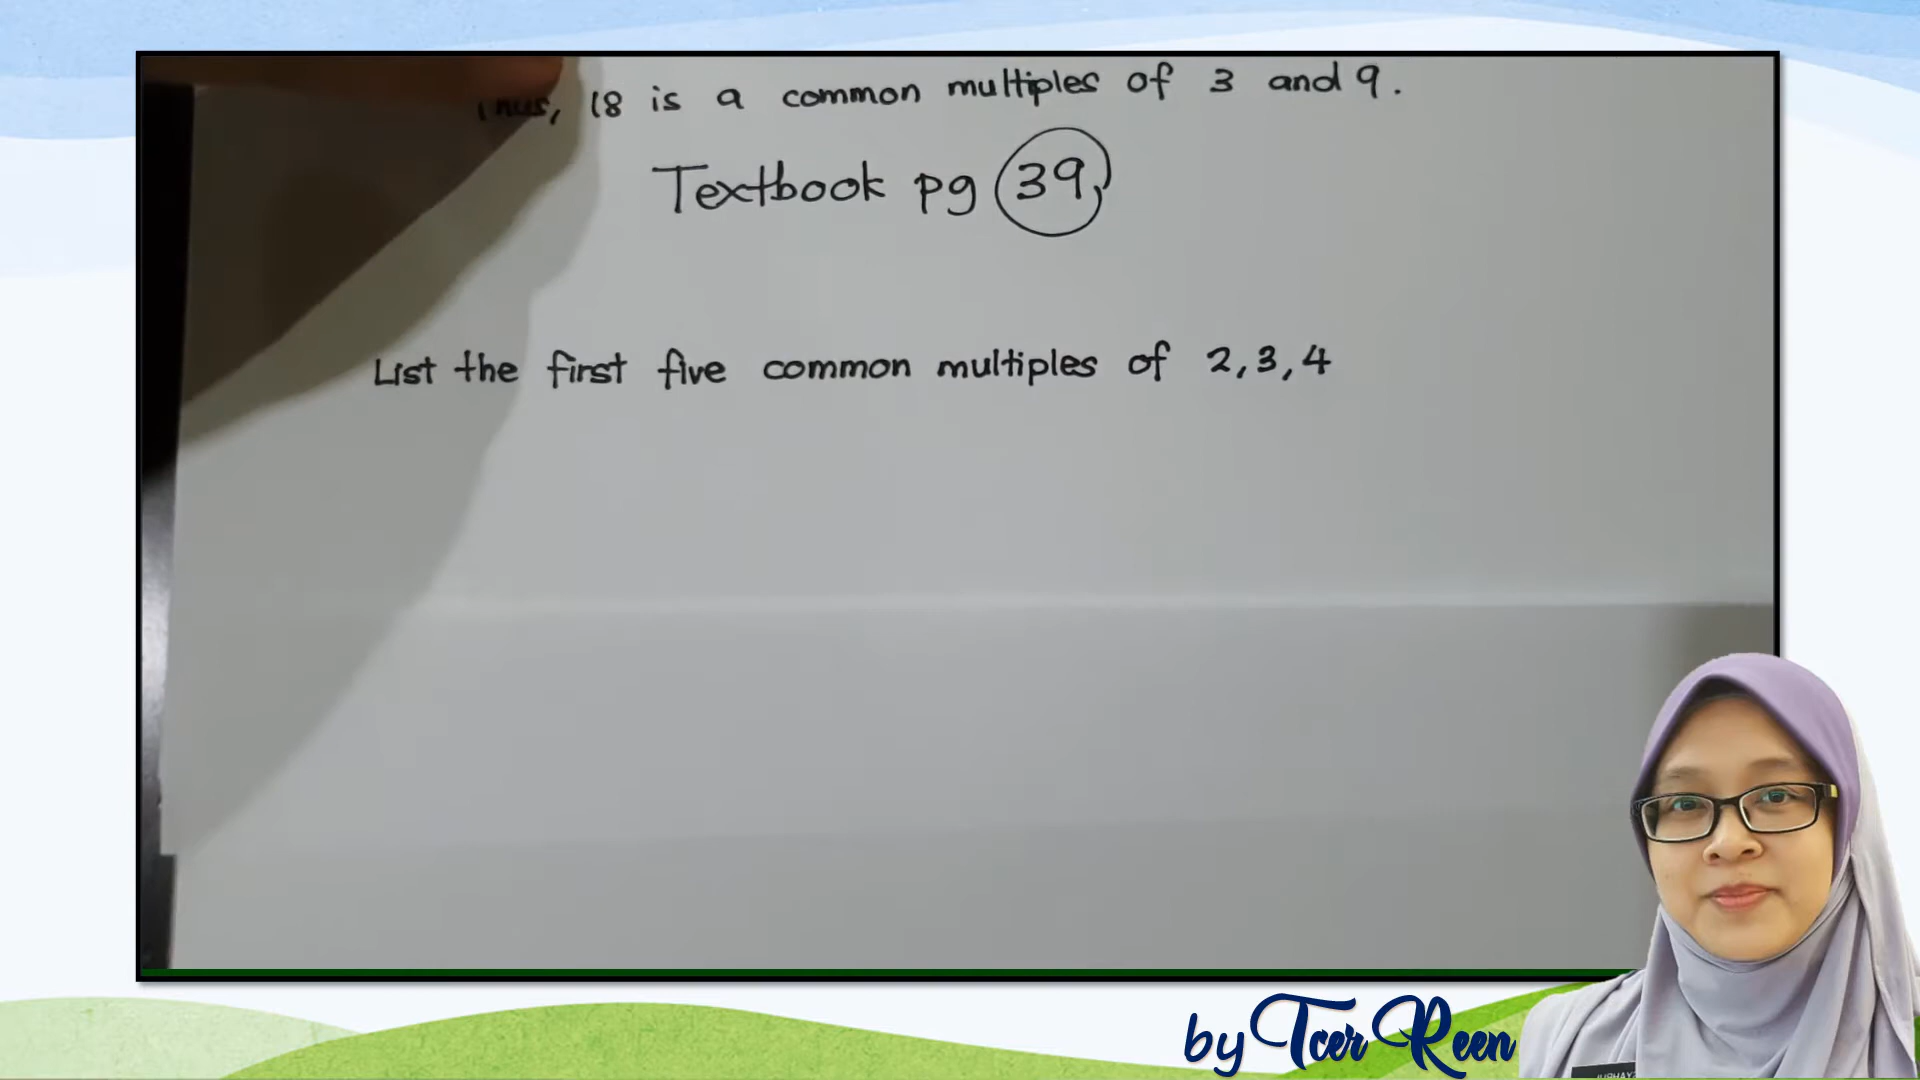 Thus, 18 is a common multiples of 3 and 9.
Textbook pg 39,
List the first five common multiples of 2, 3, 4
by Tcer Reen